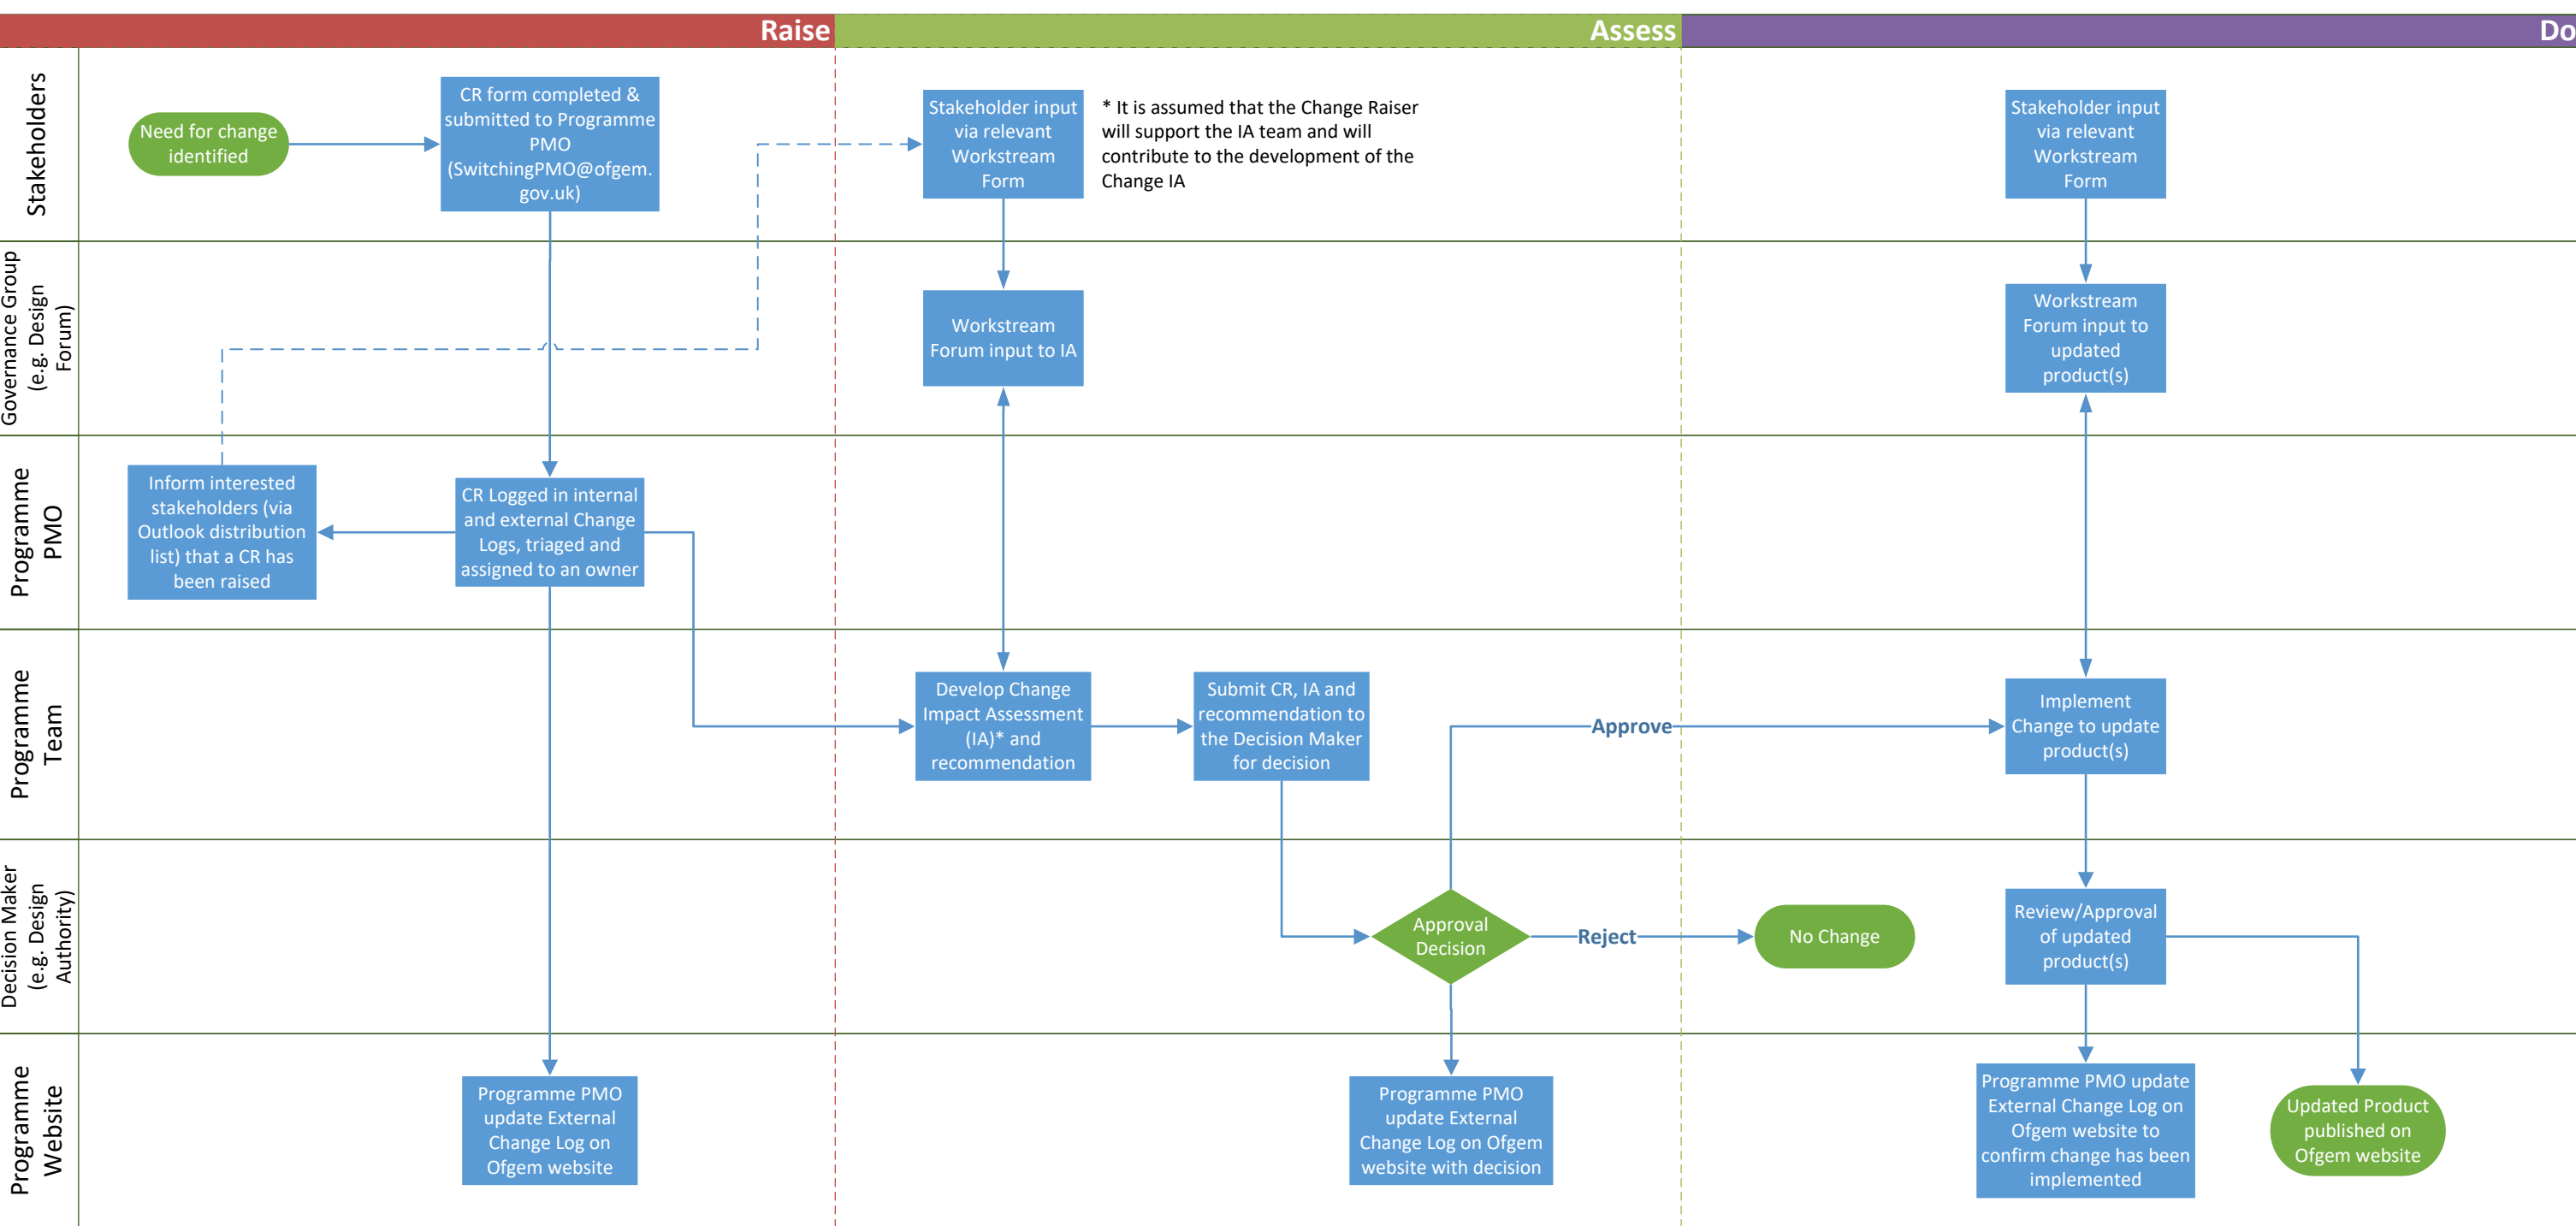 Raise
Assess
Do
Stakeholders
Need for change
identified
CR form completed &
submitted to Programme
PMO
(SwitchingPMO@ofgem.
gov.uk)
Stakeholder input
via relevant
Workstream
Form
* It is assumed that the Change Raiser
will support the IA team and will
contribute to the development of the
Change IA
Stakeholder input
via relevant
Workstream
Form
Governance Group
(e.g. Design
Forum)
Workstream
Forum input to IA
Workstream
Forum input to
updated
product(s)
Programme
PMO
Inform interested
stakeholders (via
Outlook distribution
list) that a CR has
been raised
CR Logged in internal
and external Change
Logs, triaged and
assigned to an owner
Programme
Team
Develop Change
Impact Assessment
(IA)* and
recommendation
Submit CR, IA and
recommendation to
the Decision Maker
for decision
Approve
Implement
Change to update
product(s)
Decision Maker
(e.g. Design
Authority)
Approval
Decision
Reject
No Change
Review/Approval
of updated
product(s)
Programme
Website
Programme PMO
update External
Change Log on
Ofgem website
Programme PMO
update External
Change Log on Ofgem
website with decision
Programme PMO update
External Change Log on
Ofgem website to
confirm change has been
implemented
Updated Product
published on
Ofgem website